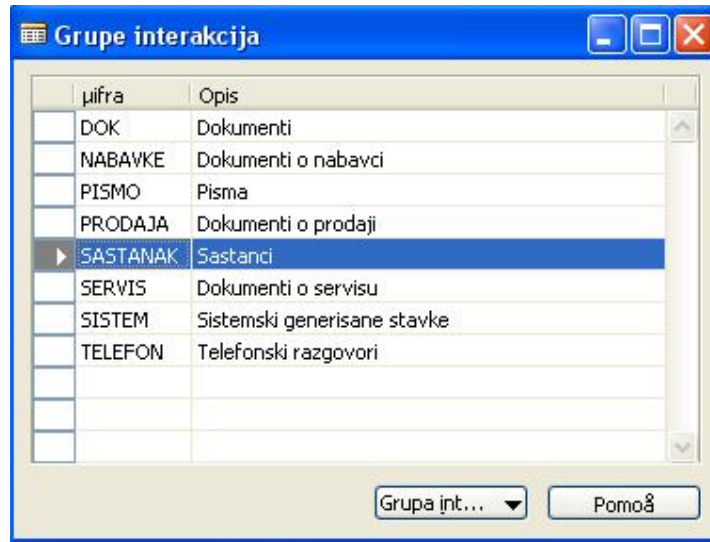 Grupe interakcija
µifra Opis
DOK Dokumenti
NABAVKE Dokumenti o nabavci
PISMO Pisma
PRODAJA Dokumenti o prodaji
SASTANAK Sastanci
SERVIS Dokumenti o servisu
SISTEM Sistemski generisane stavke
TELEFON Telefonski razgovori
Grupa int... Pomoå